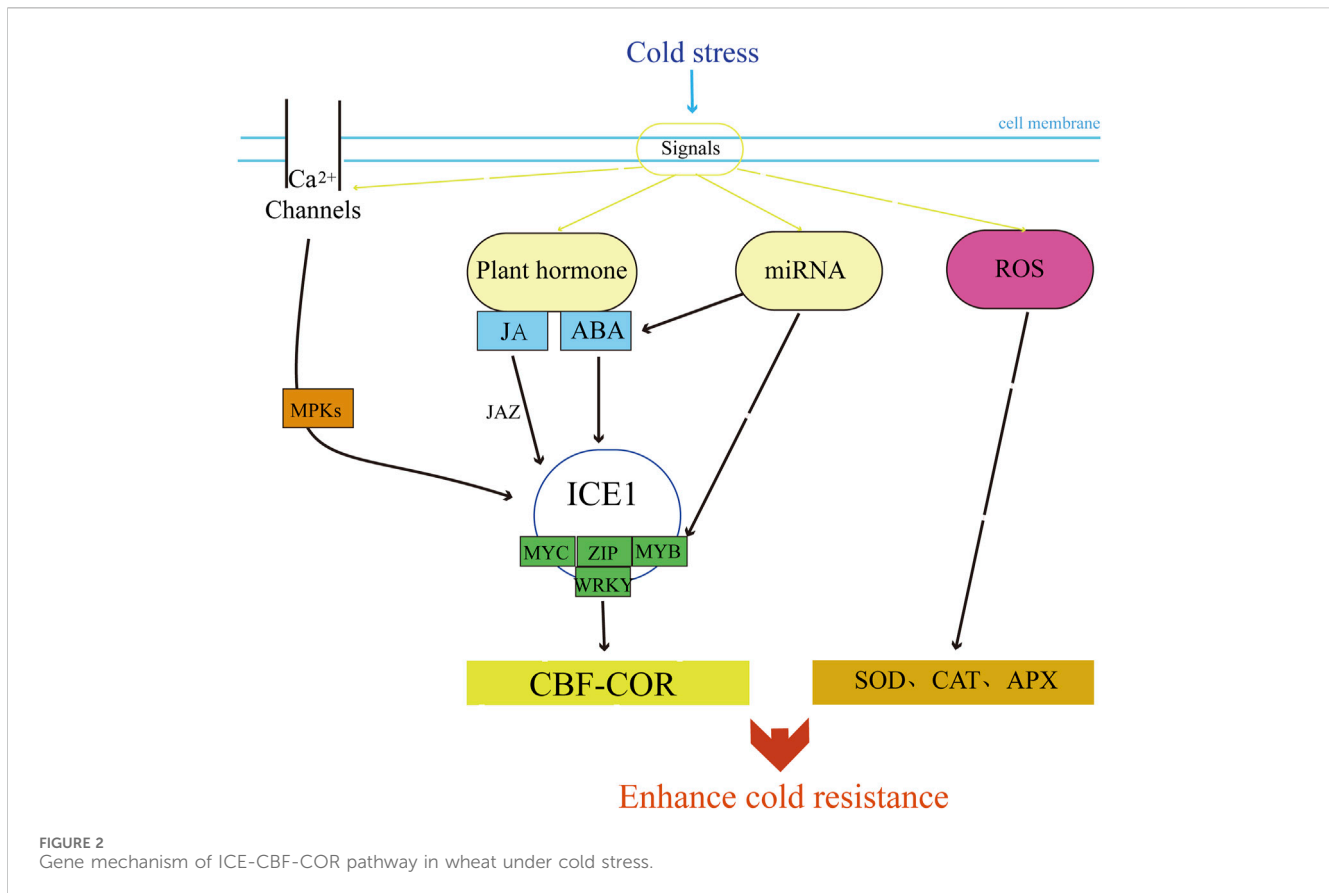 Cold stress
cell membrane
Signals
Ca²⁺
Channels
Plant hormone
miRNA
ROS
JA
ABA
MPKs
JAZ
ICE1
MYC
ZIP
MYB
WRKY
CBF-COR
SOD、CAT、APX
Enhance cold resistance
FIGURE 2
Gene mechanism of ICE-CBF-COR pathway in wheat under cold stress.